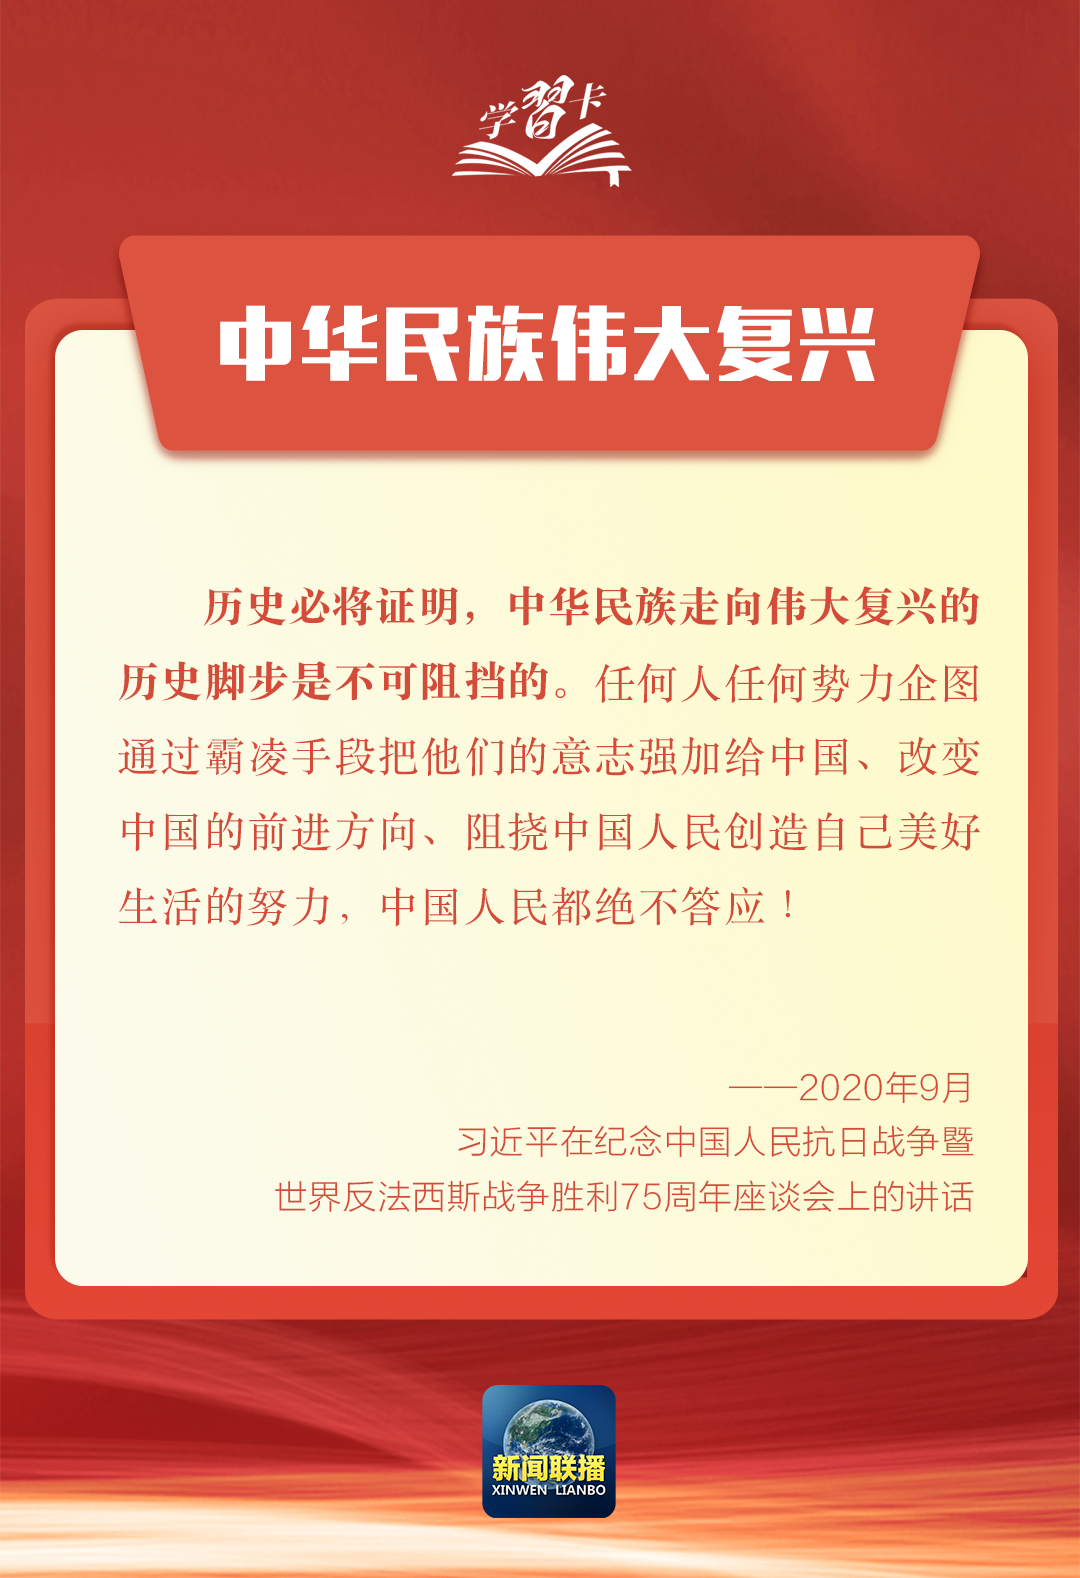 学習卡
中华民族伟大复兴
历史必将证明，中华民族走向伟大复兴的
历史脚步是不可阻挡的。任何人任何势力企图
通过霸凌手段把他们的意志强加给中国、改变
中国的前进方向、阻挠中国人民创造自己美好
生活的努力，中国人民都绝不答应！
——2020年9月
习近平在纪念中国人民抗日战争暨
世界反法西斯战争胜利75周年座谈会上的讲话
新闻联播
XINWEN LIANBO